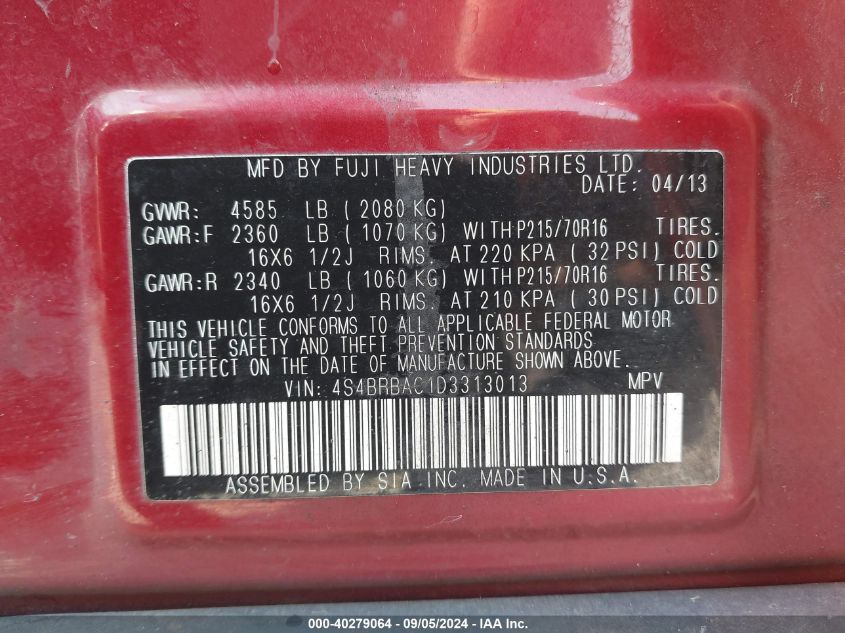 MFD BY FUJI HEAVY INDUSTRIES LTD.
DATE: 04/13
GVWR: 4585 LB ( 2080 KG)
GAWR:F 2360 LB ( 1070 KG) WITH P215/70R16 TIRES.
16X6 1/2J RIMS. AT 220 KPA ( 32 PSI) COLD
GAWR:R 2340 LB ( 1060 KG) WITH P215/70R16 TIRES.
16X6 1/2J RIMS. AT 210 KPA ( 30 PSI) COLD
THIS VEHICLE CONFORMS TO ALL APPLICABLE FEDERAL MOTOR
VEHICLE SAFETY AND THEFT PREVENTION STANDARDS
IN EFFECT ON THE DATE OF MANUFACTURE SHOWN ABOVE.
VIN: 4S4BRBAC1D3313013 MPV
ASSEMBLED BY SIA INC. MADE IN U.S.A.
000-40279064 - 09/05/2024 - © IAA, Inc.